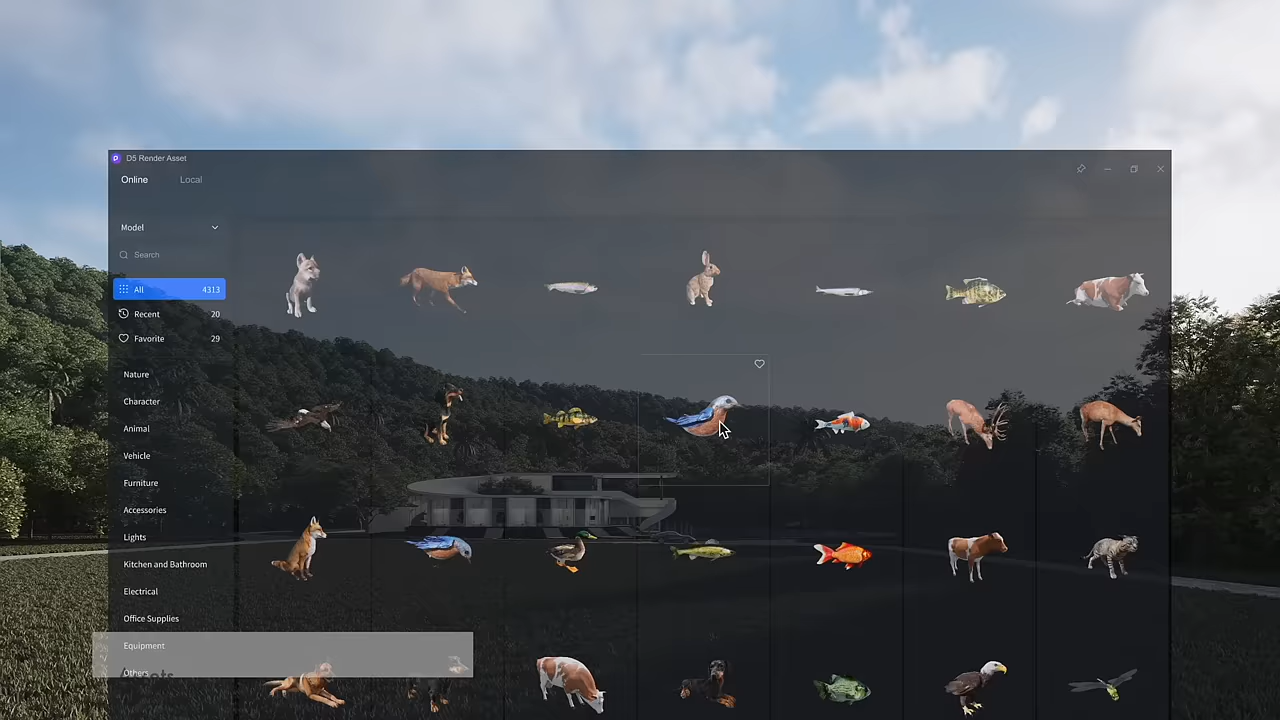 D5 Render Asset
Online Local
Model
Search
All 4313
Recent 20
Favorite 29
Nature
Character
Animal
Vehicle
Furniture
Accessories
Lights
Kitchen and Bathroom
Electrical
Office Supplies
Equipment
Others